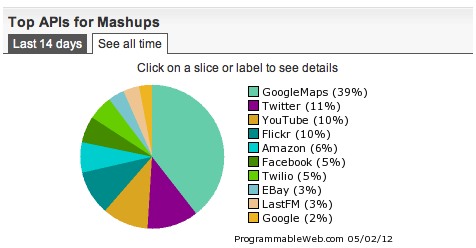 Top APIs for Mashups
Last 14 days See all time
Click on a slice or label to see details
GoogleMaps (39%)
Twitter (11%)
YouTube (10%)
Flickr (10%)
Amazon (6%)
Facebook (5%)
Twilio (5%)
EBay (3%)
LastFM (3%)
Google (2%)
ProgrammableWeb.com 05/02/12